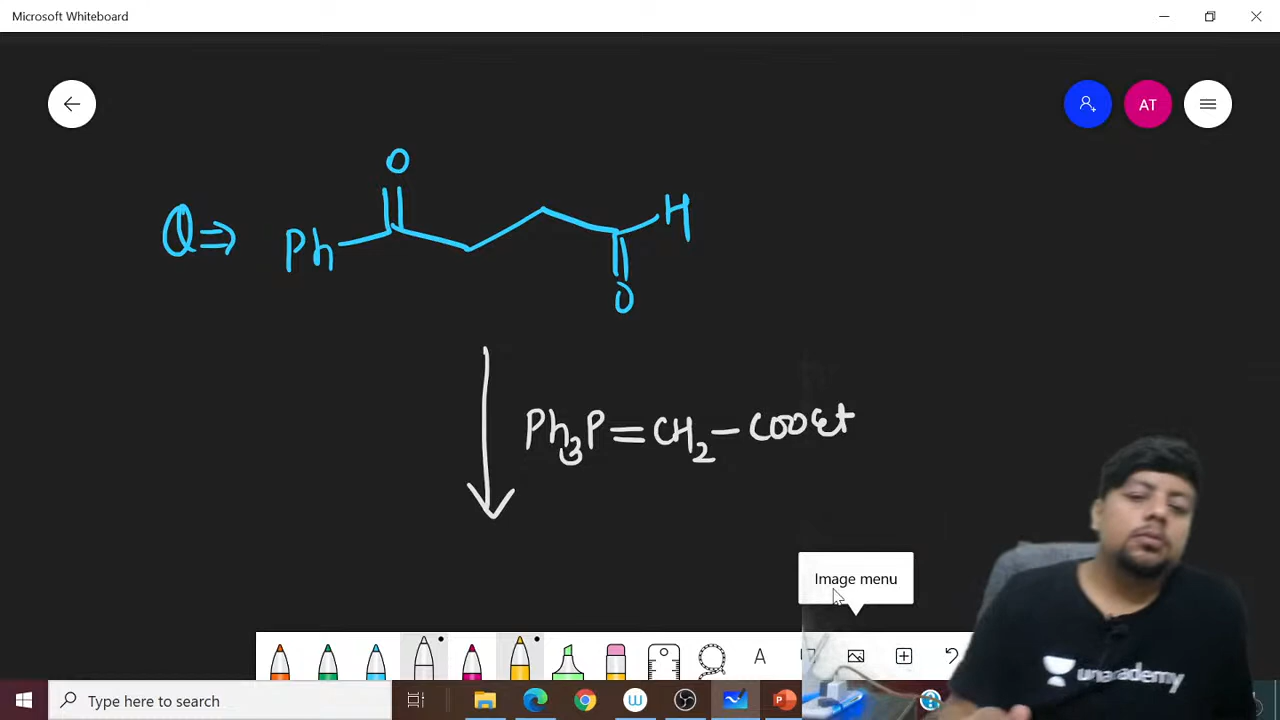 Microsoft Whiteboard
AT
O
Q⇒ Ph H
O
Ph3P=CH2-COOEt
Image menu
A
unacademy
Type here to search